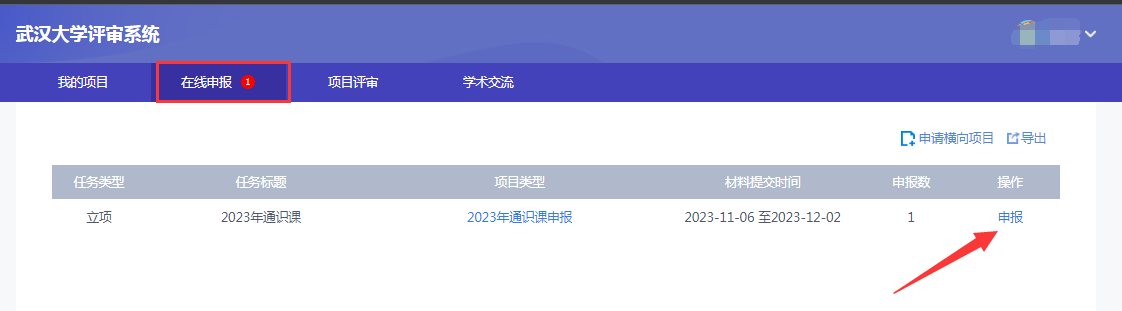 武汉大学评审系统
我的项目 在线申报 1 项目评审 学术交流
申请横向项目 导出
任务类型 任务标题 项目类型 材料提交时间 申报数 操作
立项 2023年通识课 2023年通识课申报 2023-11-06 至2023-12-02 1 申报